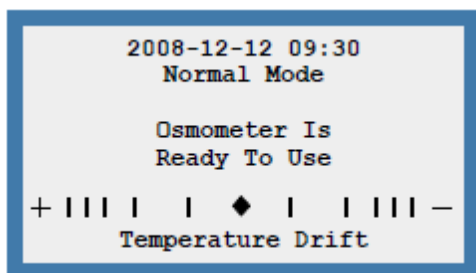 2008-12-12 09:30
Normal Mode
Osmometer Is
Ready To Use
+ ||| | | ◆ | | ||| −
Temperature Drift